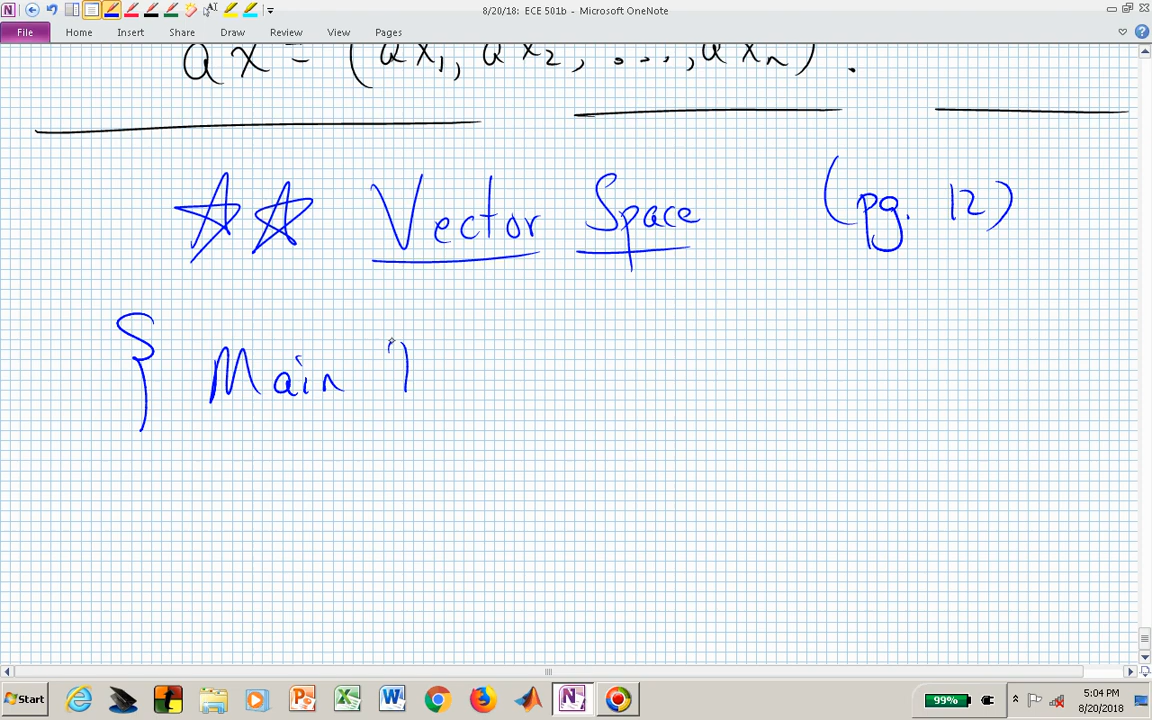 8/20/18: ECE 501b - Microsoft OneNote
File Home Insert Share Draw Review View Pages
ax = (ax₁, ax₂, ..., axₙ).
Vector Space (pg. 12)
{ Main
Start
99%
5:04 PM
8/20/2018